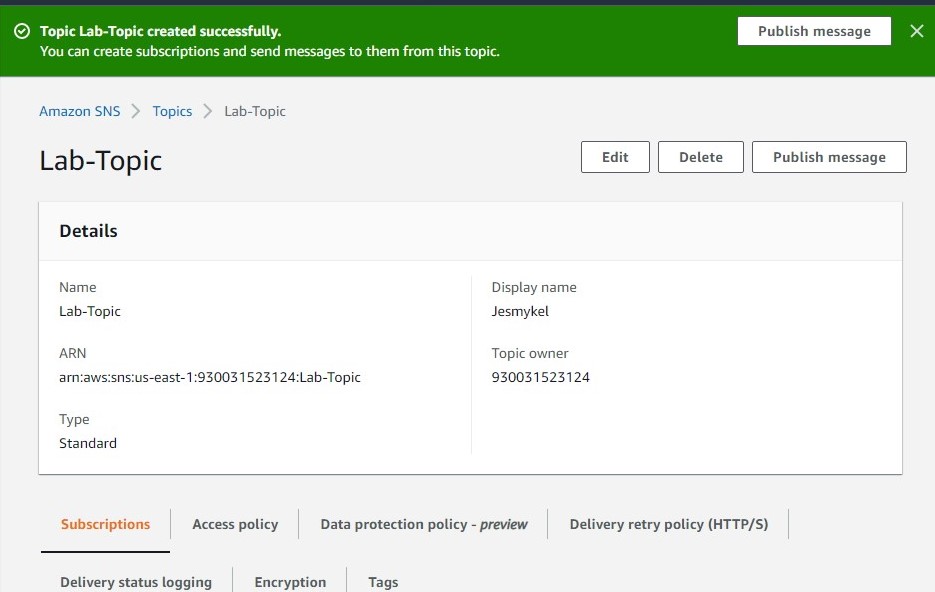 Topic Lab-Topic created successfully.
You can create subscriptions and send messages to them from this topic.
Publish message
Amazon SNS
Topics
Lab-Topic
Lab-Topic
Edit
Delete
Publish message
Details
Name
Lab-Topic
ARN
arn:aws:sns:us-east-1:930031523124:Lab-Topic
Type
Standard
Display name
Jesmykel
Topic owner
930031523124
Subscriptions
Access policy
Data protection policy - preview
Delivery retry policy (HTTP/S)
Delivery status logging
Encryption
Tags